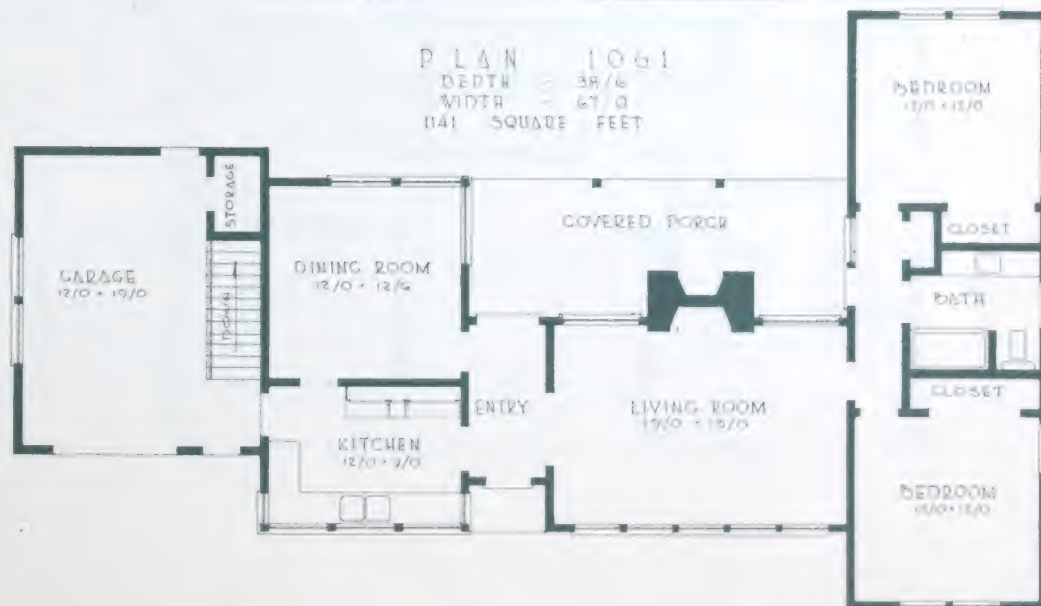 PLAN 1061
DEPTH - 38/6
WIDTH - 67/0
1141 SQUARE FEET
BEDROOM
12/0 × 12/0
STORAGE
COVERED PORCH
CLOSET
GARAGE
12/0 × 19/0
DINING ROOM
12/0 × 12/6
DOWN
BATH
CLOSET
ENTRY
LIVING ROOM
KITCHEN
12/0 × 9/0
BEDROOM